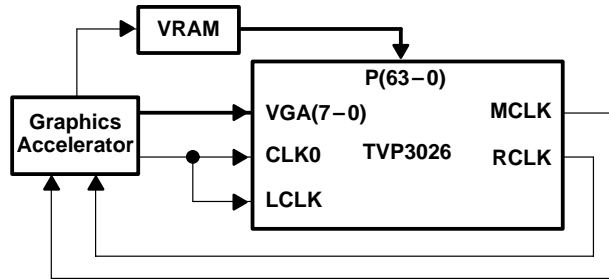 VRAM
P(63−0)
Graphics
Accelerator
VGA(7−0)
MCLK
CLK0
TVP3026
RCLK
LCLK